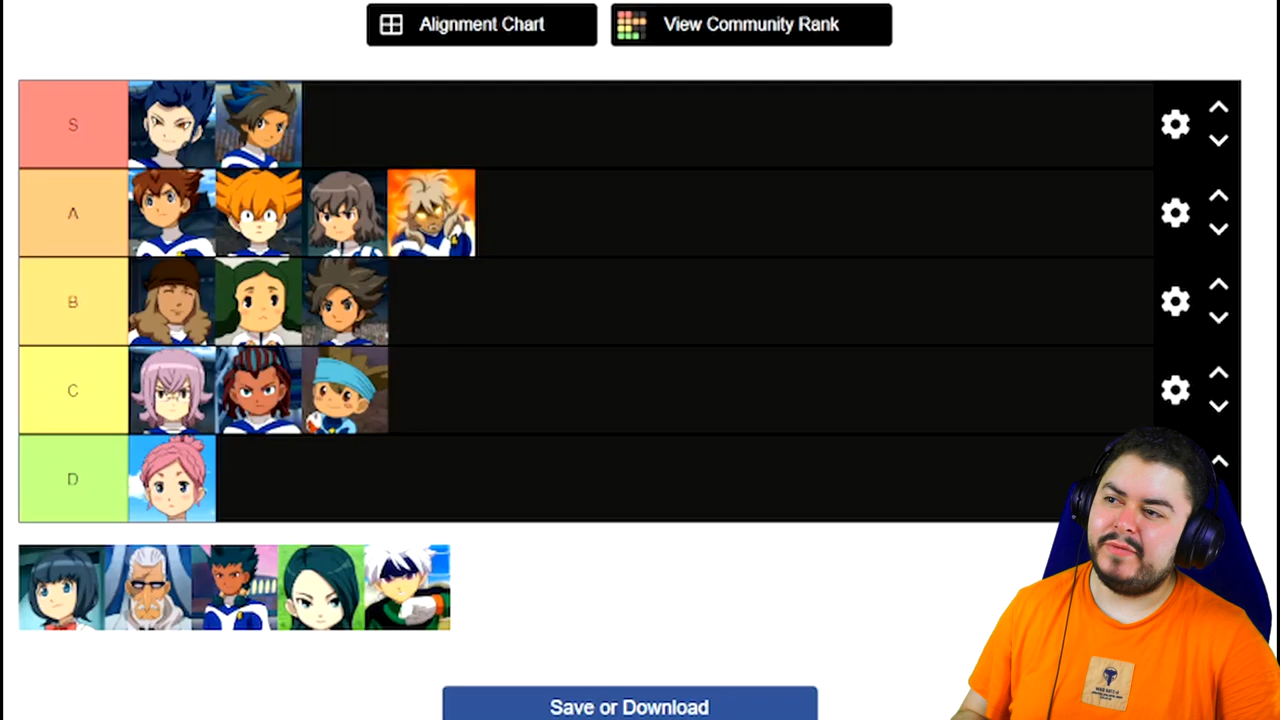 Alignment Chart
View Community Rank
S
A
B
C
D
Save or Download